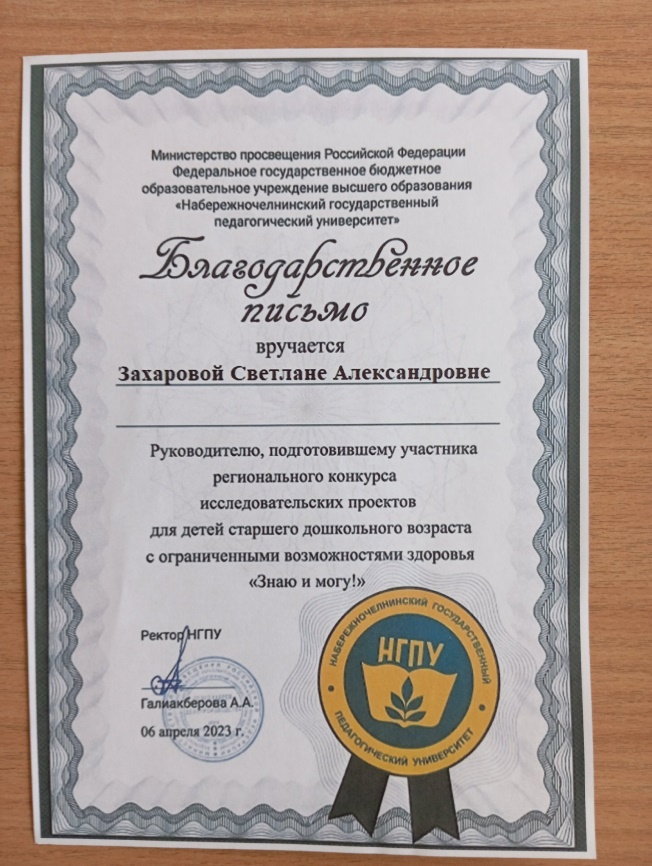 Министерство просвещения Российской Федерации
Федеральное государственное бюджетное
образовательное учреждение высшего образования
«Набережночелнинский государственный
педагогический университет»
Благодарственное
письмо
вручается
Захаровой Светлане Александровне
Руководителю, подготовившему участника
регионального конкурса
исследовательских проектов
для детей старшего дошкольного возраста
с ограниченными возможностями здоровья
«Знаю и могу!»
Ректор НГПУ
Галиакберова А.А.
06 апреля 2023 г.
НАБЕРЕЖНОЧЕЛНИНСКИЙ ГОСУДАРСТВЕННЫЙ
НГПУ
ПЕДАГОГИЧЕСКИЙ УНИВЕРСИТЕТ